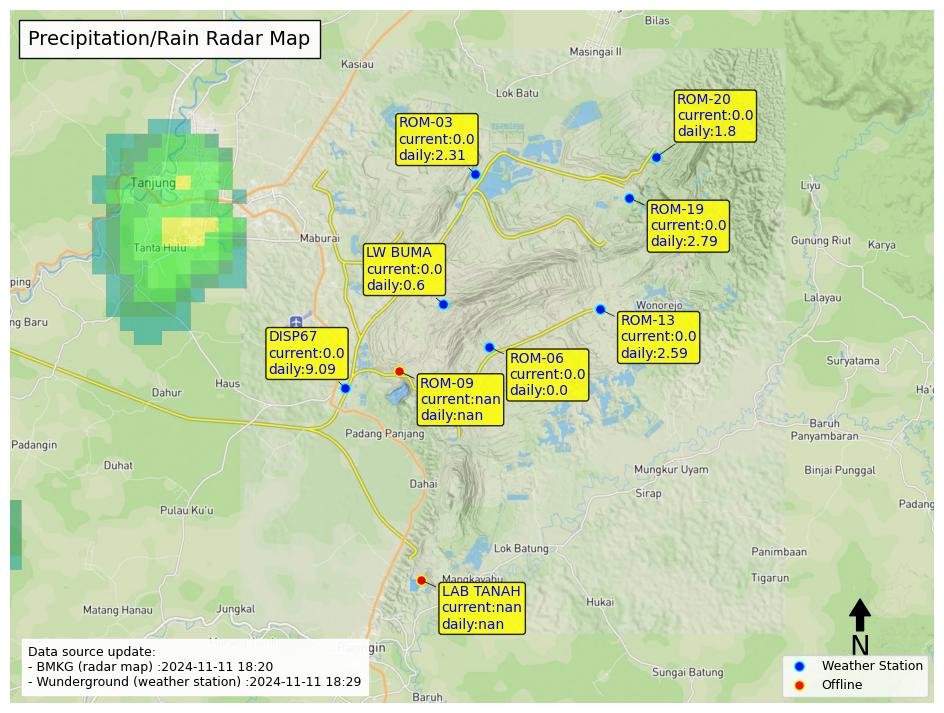 Precipitation/Rain Radar Map
Bilas
Masingai II
Kasiau
Lok Batu
ROM-20
current:0.0
daily:1.8
ROM-03
current:0.0
daily:2.31
Tanjung
Liyu
ROM-19
current:0.0
daily:2.79
Maburai
Tanta Hulu
Gunung Riut
Karya
LW BUMA
current:0.0
daily:0.6
ping
Lalayau
Wonorejo
ng Baru
ROM-13
current:0.0
daily:2.59
DISP67
current:0.0
daily:9.09
ROM-06
current:0.0
daily:0.0
Suryatama
ROM-09
current:nan
daily:nan
Haus
Dahur
Baruh
Panyambaran
Padang Panjang
Padangin
Duhat
Mungkur Uyam
Binjai Punggal
Dahai
Sirap
Padang
Pulau Ku'u
Lok Batung
Panimbaan
Mangkayahu
Tigarun
LAB TANAH
current:nan
daily:nan
Hukai
Matang Hanau
Jungkal
N
Data source update:
- BMKG (radar map) :2024-11-11 18:20
- Wunderground (weather station) :2024-11-11 18:29
Sungai Batung
Baruh
Weather Station
Offline